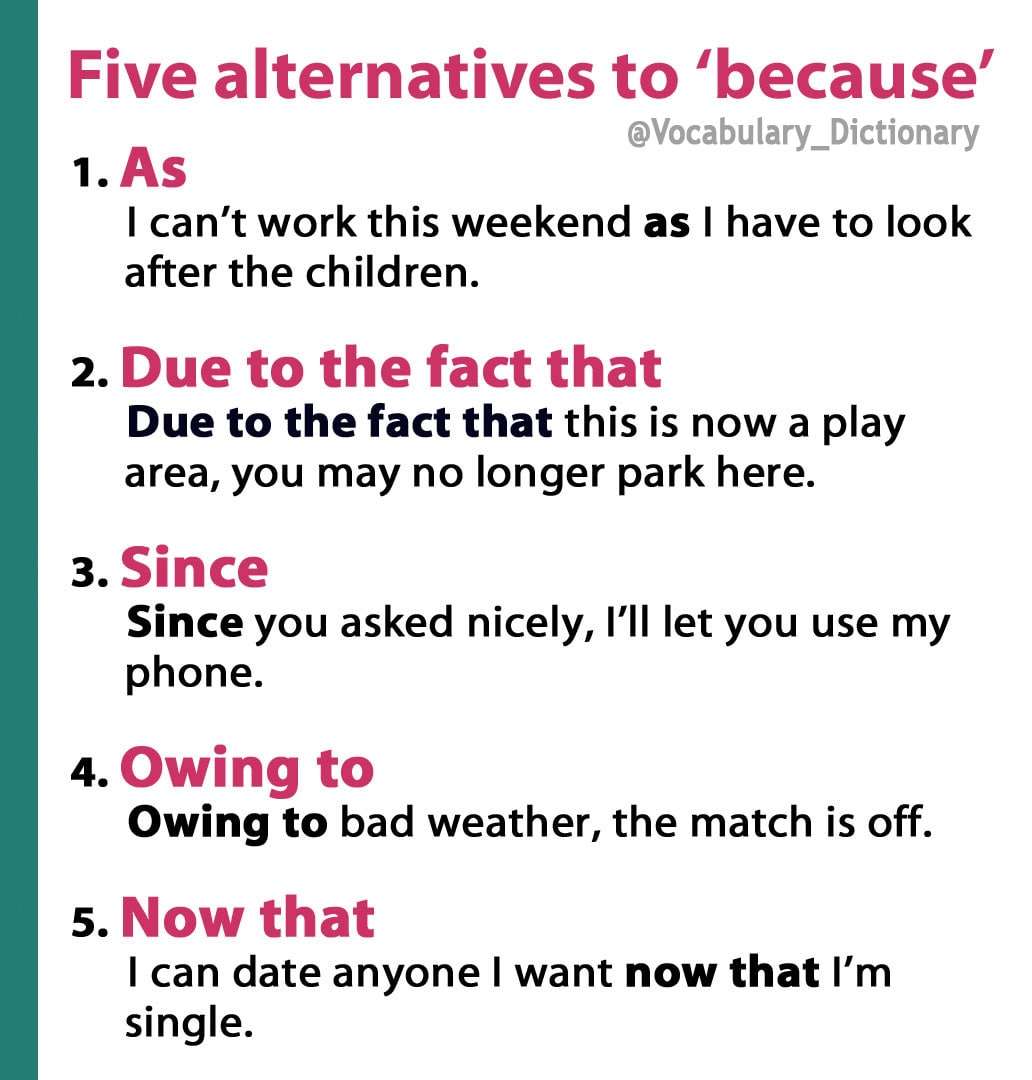 Five alternatives to ‘because’
@Vocabulary_Dictionary
1. As
I can’t work this weekend as I have to look
after the children.
2. Due to the fact that
Due to the fact that this is now a play
area, you may no longer park here.
3. Since
Since you asked nicely, I’ll let you use my
phone.
4. Owing to
Owing to bad weather, the match is off.
5. Now that
I can date anyone I want now that I’m
single.